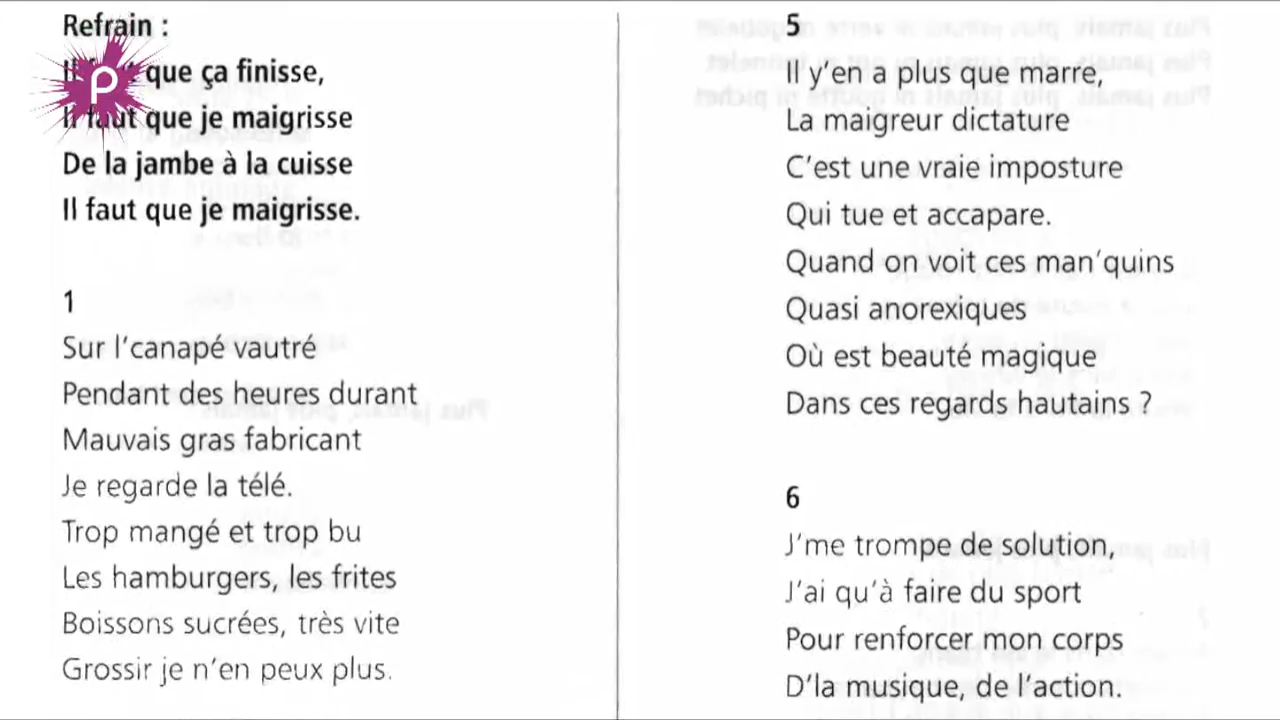 Refrain :
Il faut que ça finisse,
Il faut que je maigrisse
De la jambe à la cuisse
Il faut que je maigrisse.
1
Sur l'canapé vautré
Pendant des heures durant
Mauvais gras fabricant
Je regarde la télé.
Trop mangé et trop bu
Les hamburgers, les frites
Boissons sucrées, très vite
Grossir je n'en peux plus.
5
Il y'en a plus que marre,
La maigreur dictature
C'est une vraie imposture
Qui tue et accapare.
Quand on voit ces man'quins
Quasi anorexiques
Où est beauté magique
Dans ces regards hautains ?
6
J'me trompe de solution,
J'ai qu'à faire du sport
Pour renforcer mon corps
D'la musique, de l'action.